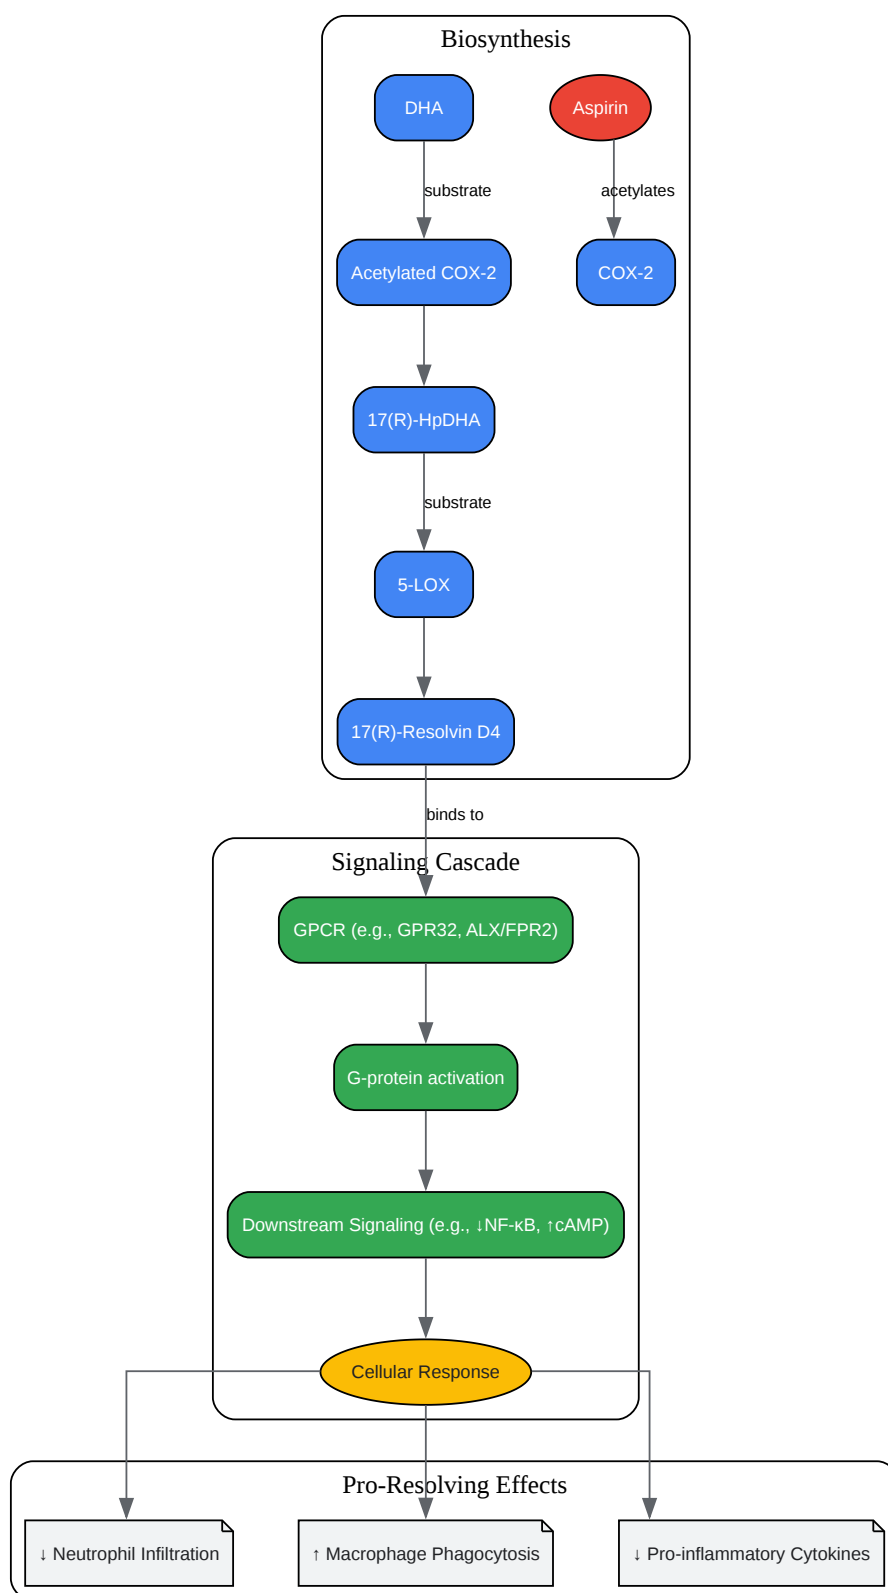 Biosynthesis
DHA
Aspirin
substrate
acetylates
Acetylated COX-2
COX-2
17(R)-HpDHA
substrate
5-LOX
17(R)-Resolvin D4
binds to
Signaling Cascade
GPCR (e.g., GPR32, ALX/FPR2)
G-protein activation
Downstream Signaling (e.g., ↓NF-κB, ↑cAMP)
Cellular Response
Pro-Resolving Effects
↓ Neutrophil Infiltration
↑ Macrophage Phagocytosis
↓ Pro-inflammatory Cytokines